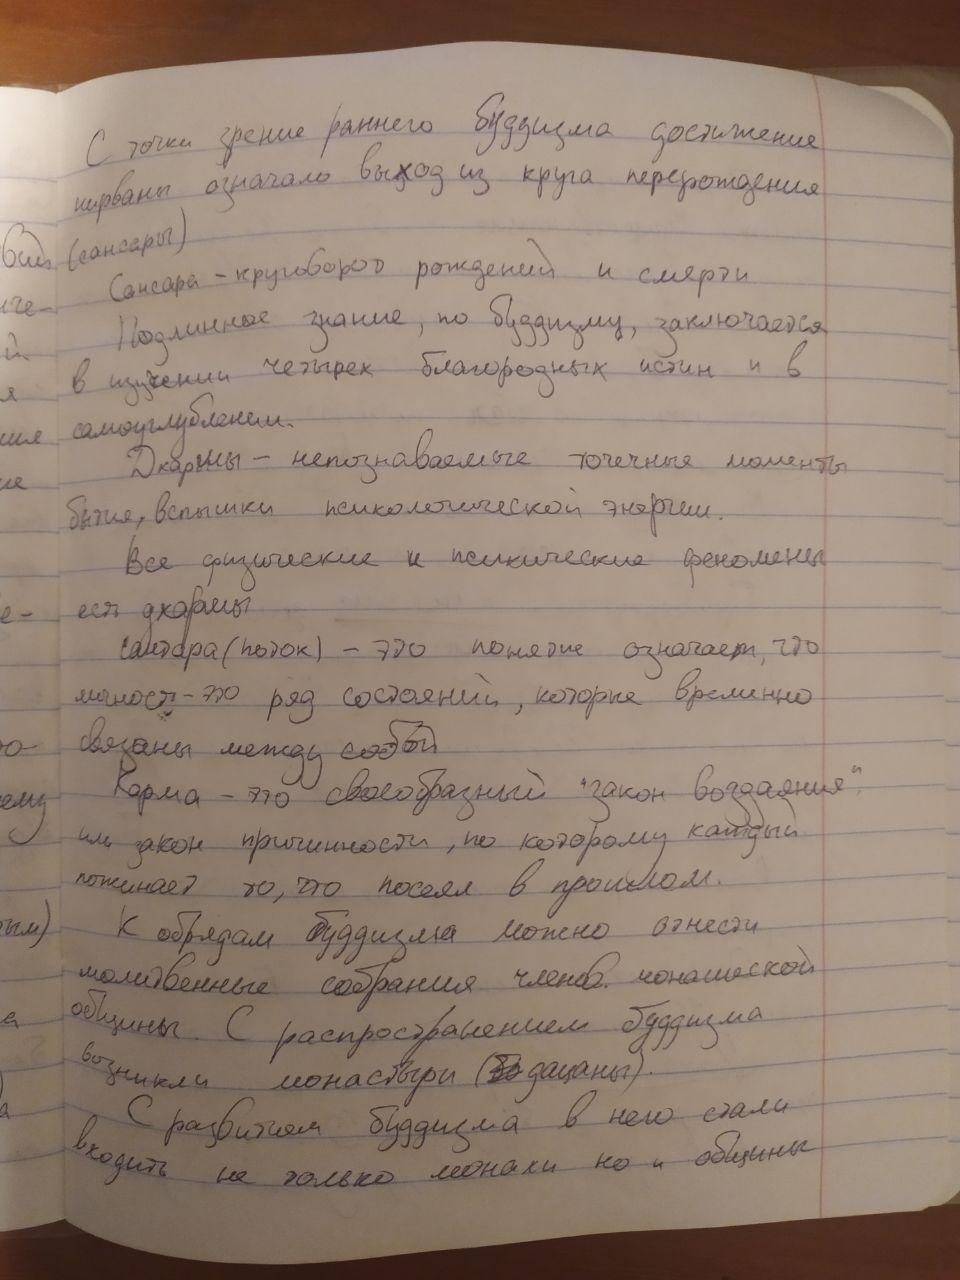 С точки зрение раннего буддизма достижение
нирваны означало выход из круга перерождения
(сансары)
Сансара - круговорот рождений и смерти
Подлинное знание, по буддизму, заключается
в изучении четырех благородных истин и в
самоуглублении.
Дхармы - непознаваемые точечные моменты
бытия, вспышки психологической энергии.
Все физические и психические феномены
есть дхармы
(поток) - это понятие означает, что
личность - это ряд состояний, которые временно
связаны между собой
Карма - это своеобразный "закон воздаяния",
или закон причинности, по которому каждый
пожинает то, что посеял в прошлом.
К обрядам буддизма можно отнести
молитвенные собрания членов монашеской
общины. С распространением буддизма
возникли монастыри (дацаны).
С развитием буддизма в него стали
входить не только монахи но и общины